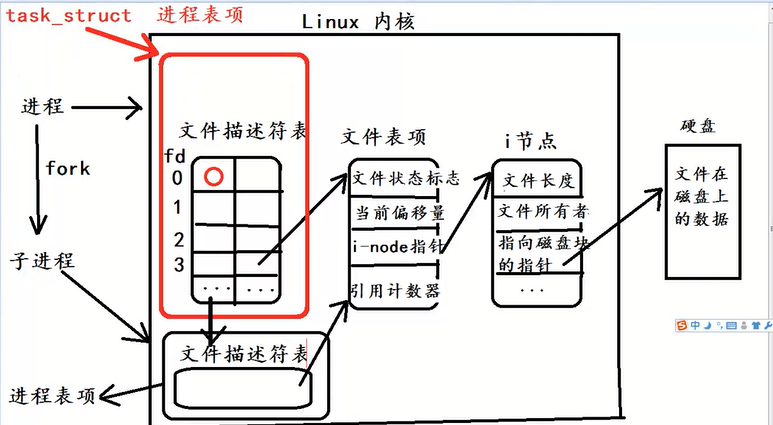 task_struct 进程表项
Linux 内核
进程
fork
子进程
进程表项
文件描述符表
fd
0
1
2
3
... ...
文件表项
文件状态标志
当前偏移量
i-node指针
引用计数器
i节点
文件长度
文件所有者
指向磁盘块
的指针
...
硬盘
文件在
磁盘上
的数据
文件描述符表
中